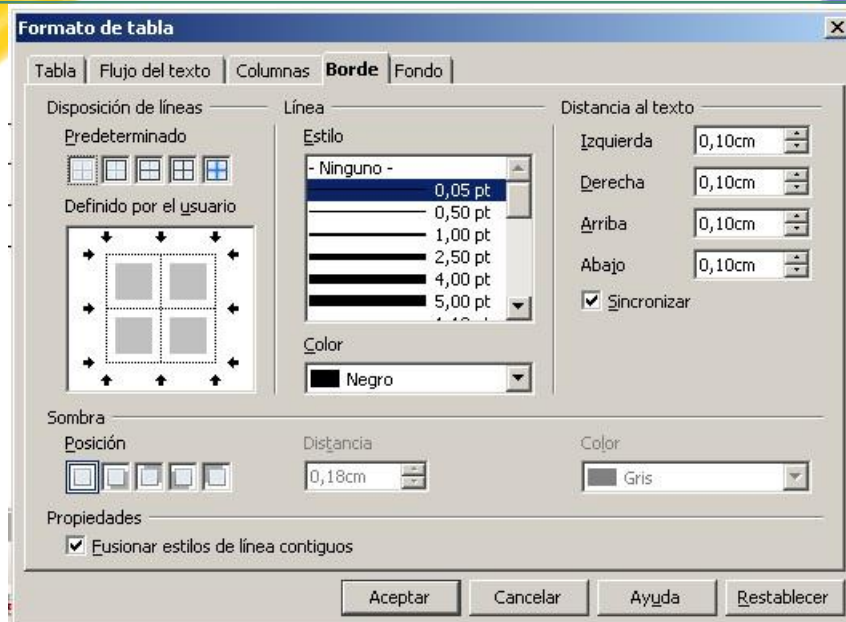 Formato de tabla
Tabla Flujo del texto Columnas Borde Fondo
Disposición de líneas
Predeterminado
Definido por el usuario
Línea
Estilo
- Ninguno -
0,05 pt
0,50 pt
1,00 pt
2,50 pt
4,00 pt
5,00 pt
Color
Negro
Distancia al texto
Izquierda 0,10cm
Derecha 0,10cm
Arriba 0,10cm
Abajo 0,10cm
Sincronizar
Sombra
Posición
Distancia
0,18cm
Color
Gris
Propiedades
Fusionar estilos de línea contiguos
Aceptar Cancelar Ayuda Restablecer